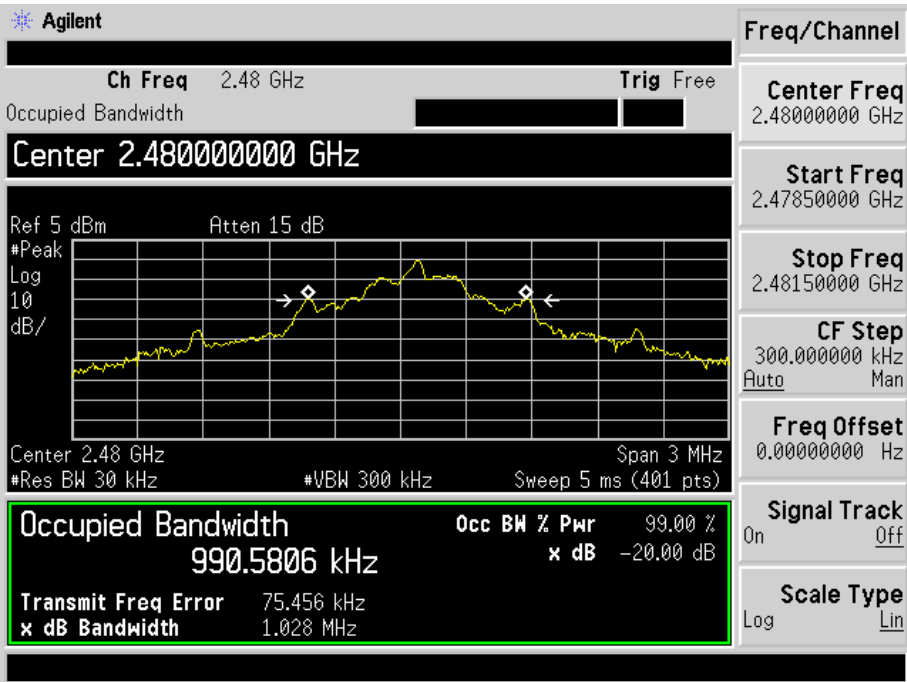 Agilent
Ch Freq 2.48 GHz Trig Free
Occupied Bandwidth
Center 2.480000000 GHz
Ref 5 dBm Atten 15 dB
#Peak
Log
10
dB/
Center 2.48 GHz Span 3 MHz
#Res BW 30 kHz #VBW 300 kHz Sweep 5 ms (401 pts)
Occupied Bandwidth Occ BW % Pwr 99.00 %
990.5806 kHz x dB -20.00 dB
Transmit Freq Error 75.456 kHz
x dB Bandwidth 1.028 MHz
Freq/Channel
Center Freq
2.48000000 GHz
Start Freq
2.47850000 GHz
Stop Freq
2.48150000 GHz
CF Step
300.000000 kHz
Auto Man
Freq Offset
0.00000000 Hz
Signal Track
On Off
Scale Type
Log Lin